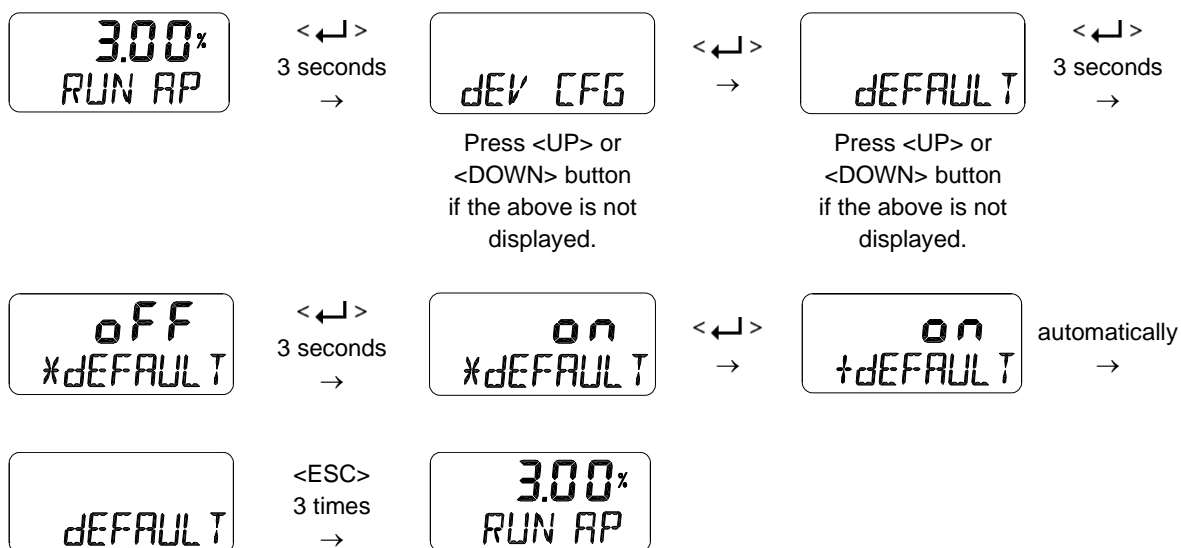 3.00%
RUN AP
< ↵ >
3 seconds
→
dEV CFG
Press <UP> or
<DOWN> button
if the above is not
displayed.
< ↵ >
→
dEFAULT
Press <UP> or
<DOWN> button
if the above is not
displayed.
< ↵ >
3 seconds
→
oFF
*dEFAULT
< ↵ >
3 seconds
→
on
*dEFAULT
< ↵ >
→
on
+dEFAULT
automatically
→
dEFAULT
<ESC>
3 times
→
3.00%
RUN AP